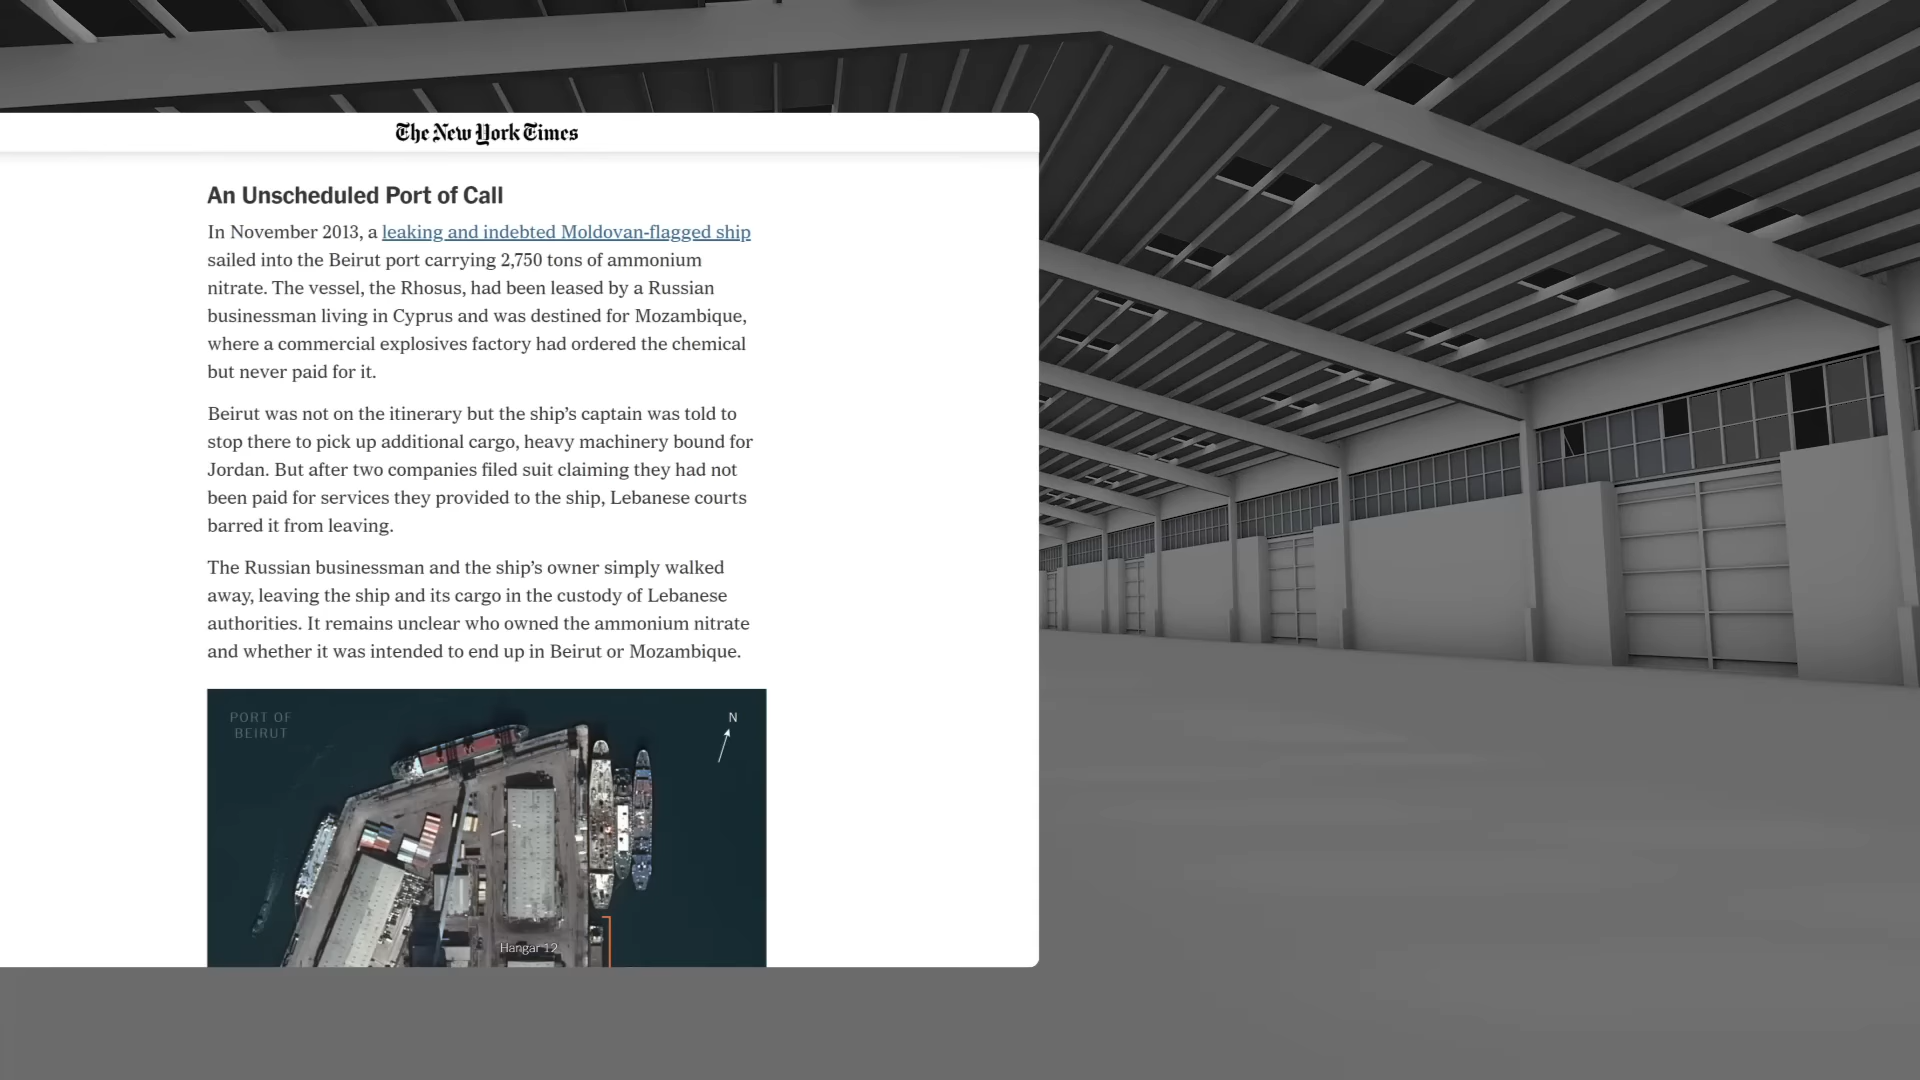 The New York Times
An Unscheduled Port of Call
In November 2013, a leaking and indebted Moldovan-flagged ship
sailed into the Beirut port carrying 2,750 tons of ammonium
nitrate. The vessel, the Rhosus, had been leased by a Russian
businessman living in Cyprus and was destined for Mozambique,
where a commercial explosives factory had ordered the chemical
but never paid for it.
Beirut was not on the itinerary but the ship’s captain was told to
stop there to pick up additional cargo, heavy machinery bound for
Jordan. But after two companies filed suit claiming they had not
been paid for services they provided to the ship, Lebanese courts
barred it from leaving.
The Russian businessman and the ship’s owner simply walked
away, leaving the ship and its cargo in the custody of Lebanese
authorities. It remains unclear who owned the ammonium nitrate
and whether it was intended to end up in Beirut or Mozambique.
PORT OF
BEIRUT
N
Hangar 12